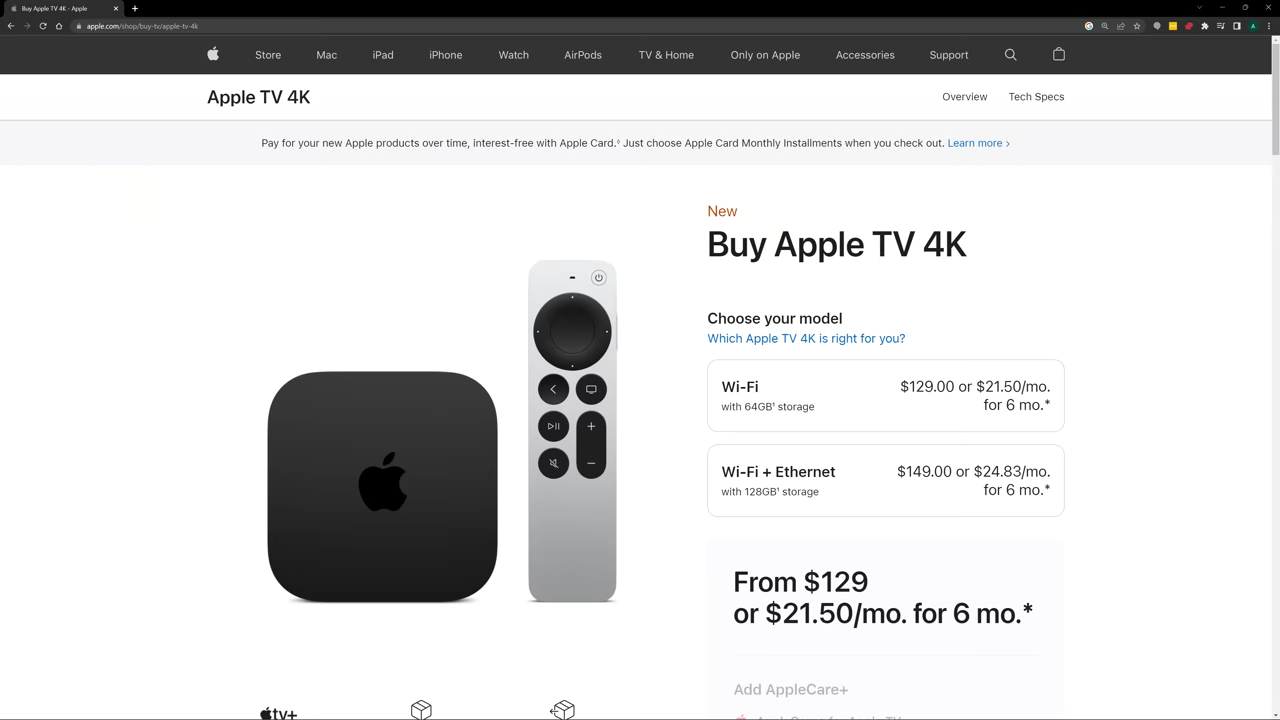 Buy Apple TV 4K - Apple
apple.com/shop/buy-tv/apple-tv-4k
Store
Mac
iPad
iPhone
Watch
AirPods
TV & Home
Only on Apple
Accessories
Support
Apple TV 4K
Overview
Tech Specs
Pay for your new Apple products over time, interest-free with Apple Card.◊ Just choose Apple Card Monthly Installments when you check out. Learn more >
New
Buy Apple TV 4K
Choose your model
Which Apple TV 4K is right for you?
Wi-Fi
with 64GB¹ storage
$129.00 or $21.50/mo.
for 6 mo.*
Wi-Fi + Ethernet
with 128GB¹ storage
$149.00 or $24.83/mo.
for 6 mo.*
From $129
or $21.50/mo. for 6 mo.*
Add AppleCare+
tv+